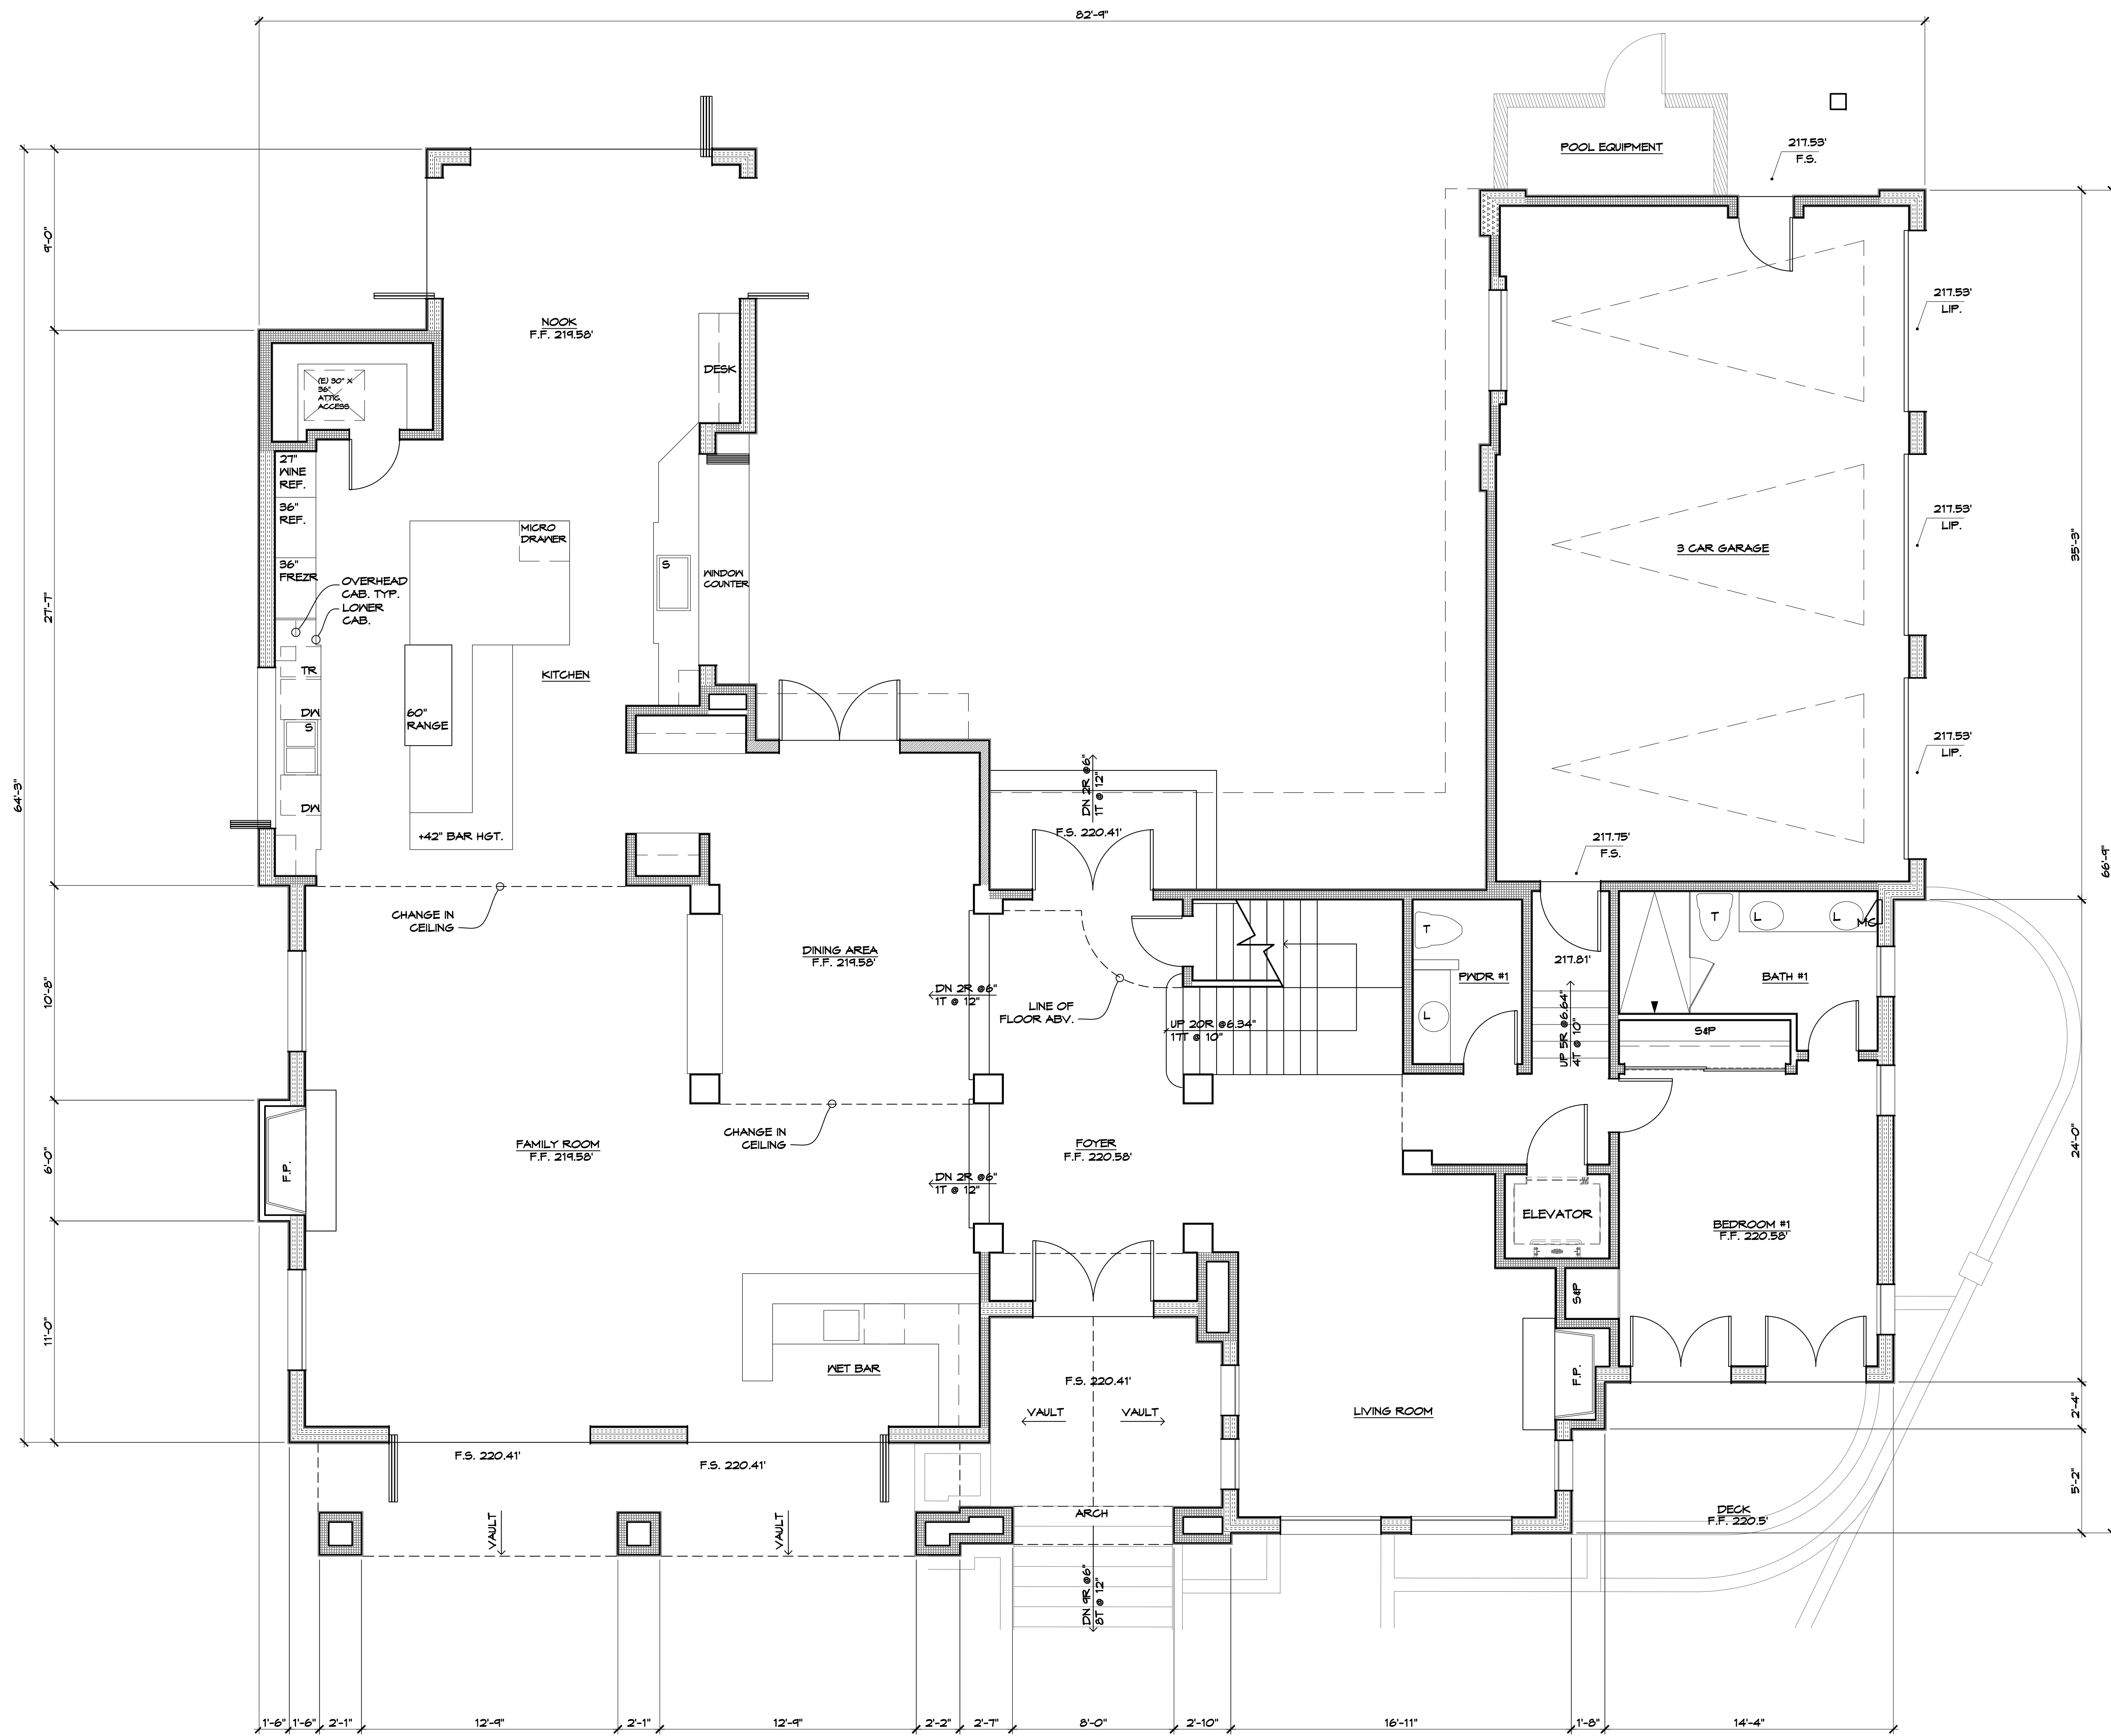 82'-9"
POOL EQUIPMENT
217.53'
F.S.
9'-0"
NOOK
F.F. 219.58'
217.53'
LIP.
DESK
(E) 30" X
36"
ATTIC
ACCESS
27"
WINE
REF.
36"
REF.
36"
FREZR
OVERHEAD
CAB. TYP.
LOWER
CAB.
MICRO
DRAWER
S
WINDOW
COUNTER
3 CAR GARAGE
217.53'
LIP.
35'-3"
27'-7"
TR
DW
S
DW
KITCHEN
60"
RANGE
+42" BAR HGT.
217.53'
LIP.
64'-3"
66'-9"
DN 2R @6"
1T @ 12"
F.S. 220.41'
217.75'
F.S.
CHANGE IN
CEILING
DINING AREA
F.F. 219.58'
DN 2R @6"
1T @ 12"
LINE OF
FLOOR ABV.
UP 20R @6.34"
17T @ 10"
T
PWDR #1
L
217.81'
UP 5R @6.64"
4T @ 10"
T
L
L
MC
BATH #1
S&P
10'-8"
6'-0"
F.P.
FAMILY ROOM
F.F. 219.58'
CHANGE IN
CEILING
DN 2R @6"
1T @ 12"
FOYER
F.F. 220.58'
ELEVATOR
BEDROOM #1
F.F. 220.58'
24'-0"
S&P
11'-0"
WET BAR
F.S. 220.41'
VAULT
VAULT
LIVING ROOM
F.P.
2'-4"
F.S. 220.41'
F.S. 220.41'
5'-2"
VAULT
VAULT
ARCH
DECK
F.F. 220.5'
DN 9R @6"
8T @ 12"
1'-6"
1'-6"
2'-1"
12'-9"
2'-1"
12'-9"
2'-2"
2'-7"
8'-0"
2'-10"
16'-11"
1'-8"
14'-4"